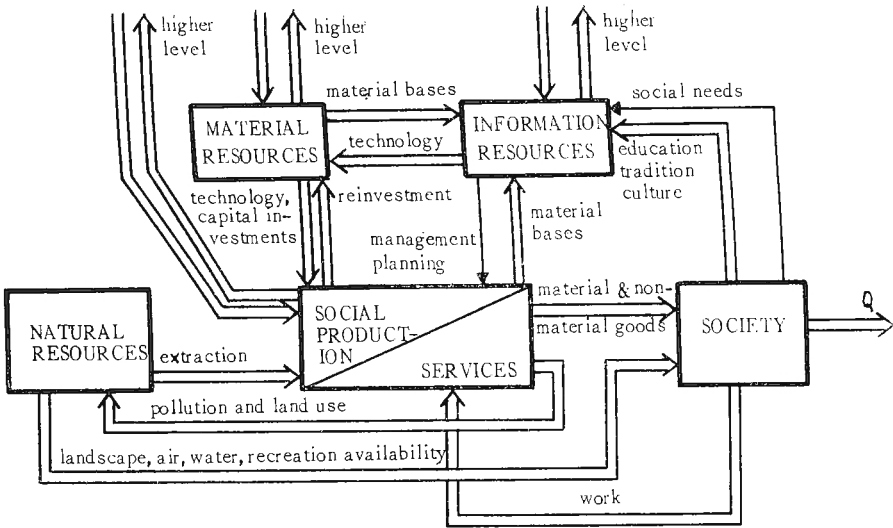 higher
level
higher
level
higher
level
material bases
social needs
MATERIAL
RESOURCES
INFORMATION
RESOURCES
technology
education
tradition
culture
technology,
capital in-
vestments
reinvestment
material
bases
management
planning
material & non-
material goods
NATURAL
RESOURCES
SOCIAL
PRODUCT-
ION
SERVICES
SOCIETY
Q
extraction
pollution and land use
landscape, air, water, recreation availability
work